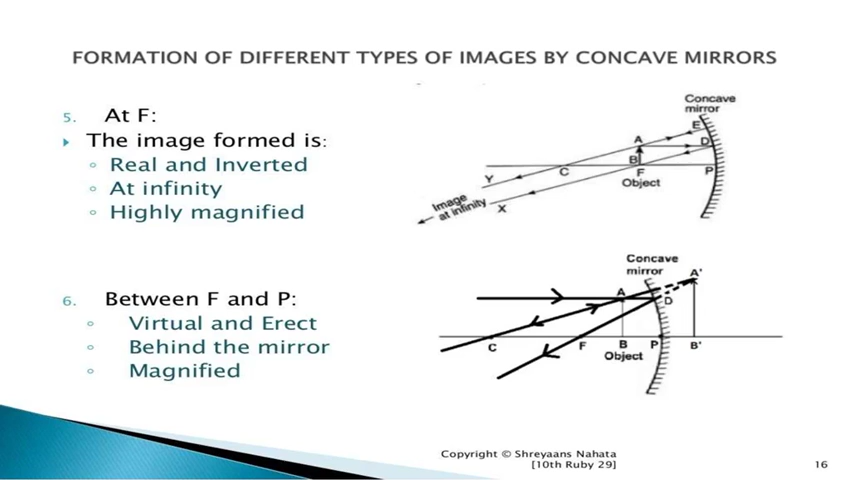 FORMATION OF DIFFERENT TYPES OF IMAGES BY CONCAVE MIRRORS
5. At F:
The image formed is:
Real and Inverted
At infinity
Highly magnified
Concave
mirror
E
A
D
B
Y
C
F
P
Object
Image
at infinity
X
6. Between F and P:
Virtual and Erect
Behind the mirror
Magnified
Concave
mirror
A'
A
D
C
F
B
P
B'
Object
Copyright © Shreyaans Nahata
[10th Ruby 29]
16